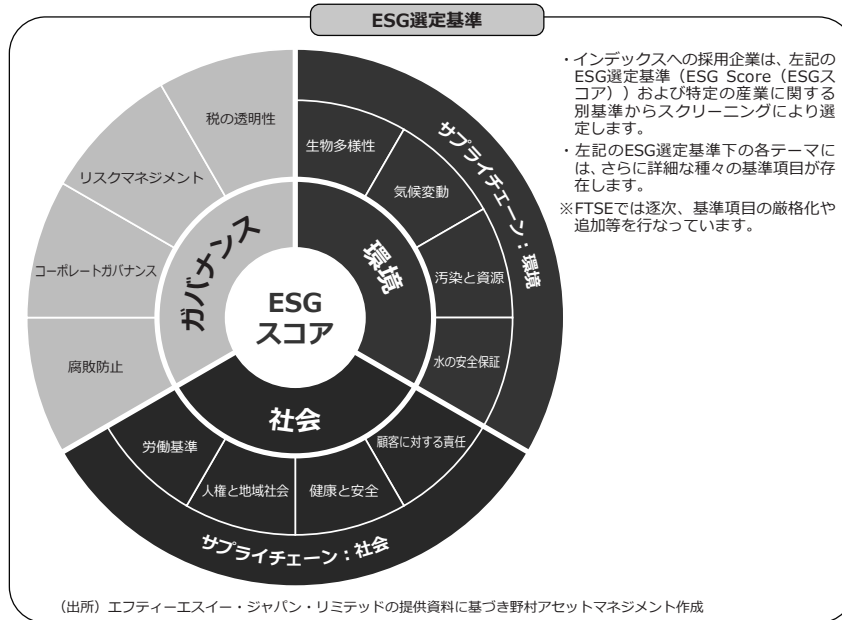 ESG選定基準
税の透明性
リスクマネジメント
コーポレートガバナンス
腐敗防止
ガバナンス
生物多様性
気候変動
汚染と資源
水の安全保証
環境
サプライチェーン：環境
ESG
スコア
社会
労働基準
人権と地域社会
健康と安全
顧客に対する責任
サプライチェーン：社会
・インデックスへの採用企業は、左記の
ESG選定基準（ESG Score（ESGス
コア））および特定の産業に関する
別基準からスクリーニングにより選
定します。
・左記のESG選定基準下の各テーマに
は、さらに詳細な種々の基準項目が存
在します。
※FTSEでは逐次、基準項目の厳格化や
追加等を行なっています。
（出所）エフティーエスイー・ジャパン・リミテッドの提供資料に基づき野村アセットマネジメント作成